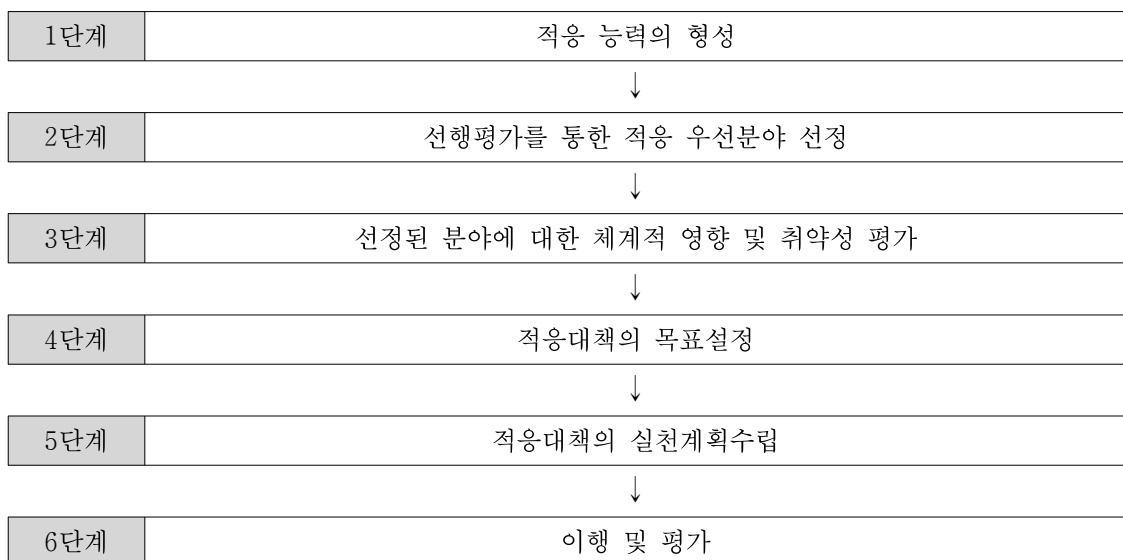 1단계 적응 능력의 형성
↓
2단계 선행평가를 통한 적응 우선분야 선정
↓
3단계 선정된 분야에 대한 체계적 영향 및 취약성 평가
↓
4단계 적응대책의 목표설정
↓
5단계 적응대책의 실천계획수립
↓
6단계 이행 및 평가